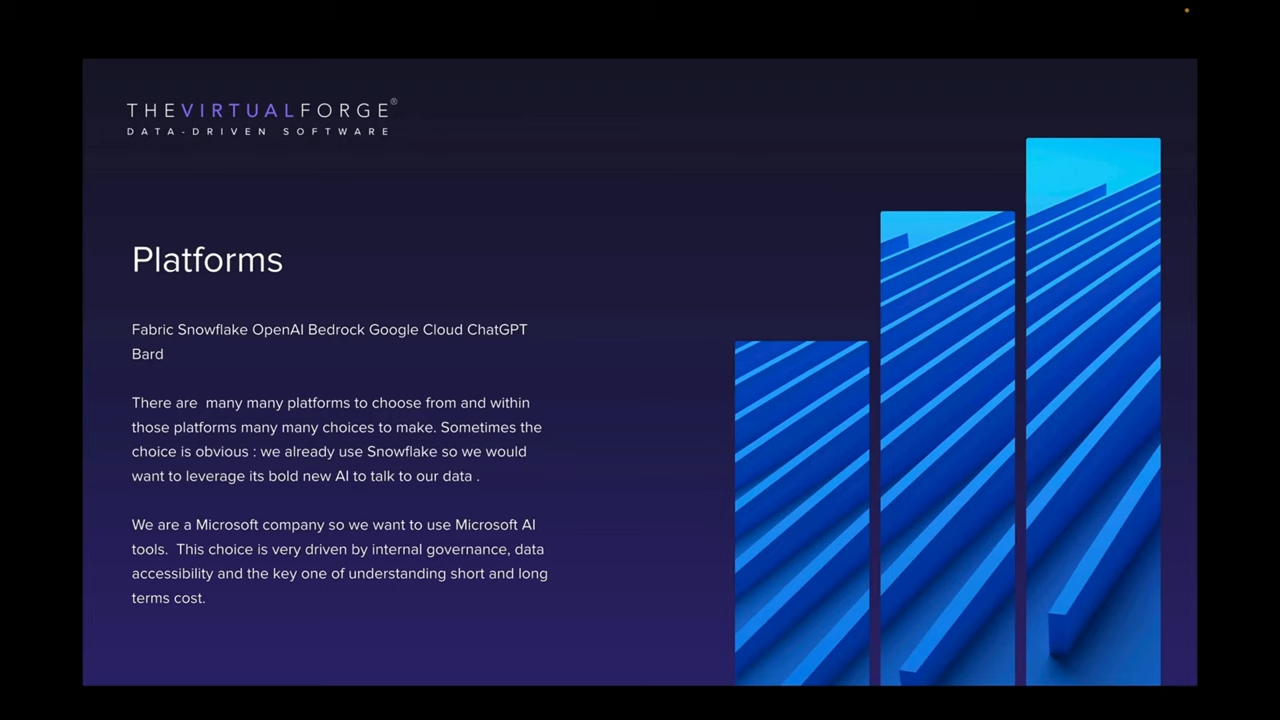 THEVIRTUALFORGE®
DATA-DRIVEN SOFTWARE
Platforms
Fabric Snowflake OpenAI Bedrock Google Cloud ChatGPT
Bard
There are  many many platforms to choose from and within
those platforms many many choices to make. Sometimes the
choice is obvious : we already use Snowflake so we would
want to leverage its bold new AI to talk to our data .
We are a Microsoft company so we want to use Microsoft AI
tools.  This choice is very driven by internal governance, data
accessibility and the key one of understanding short and long
terms cost.